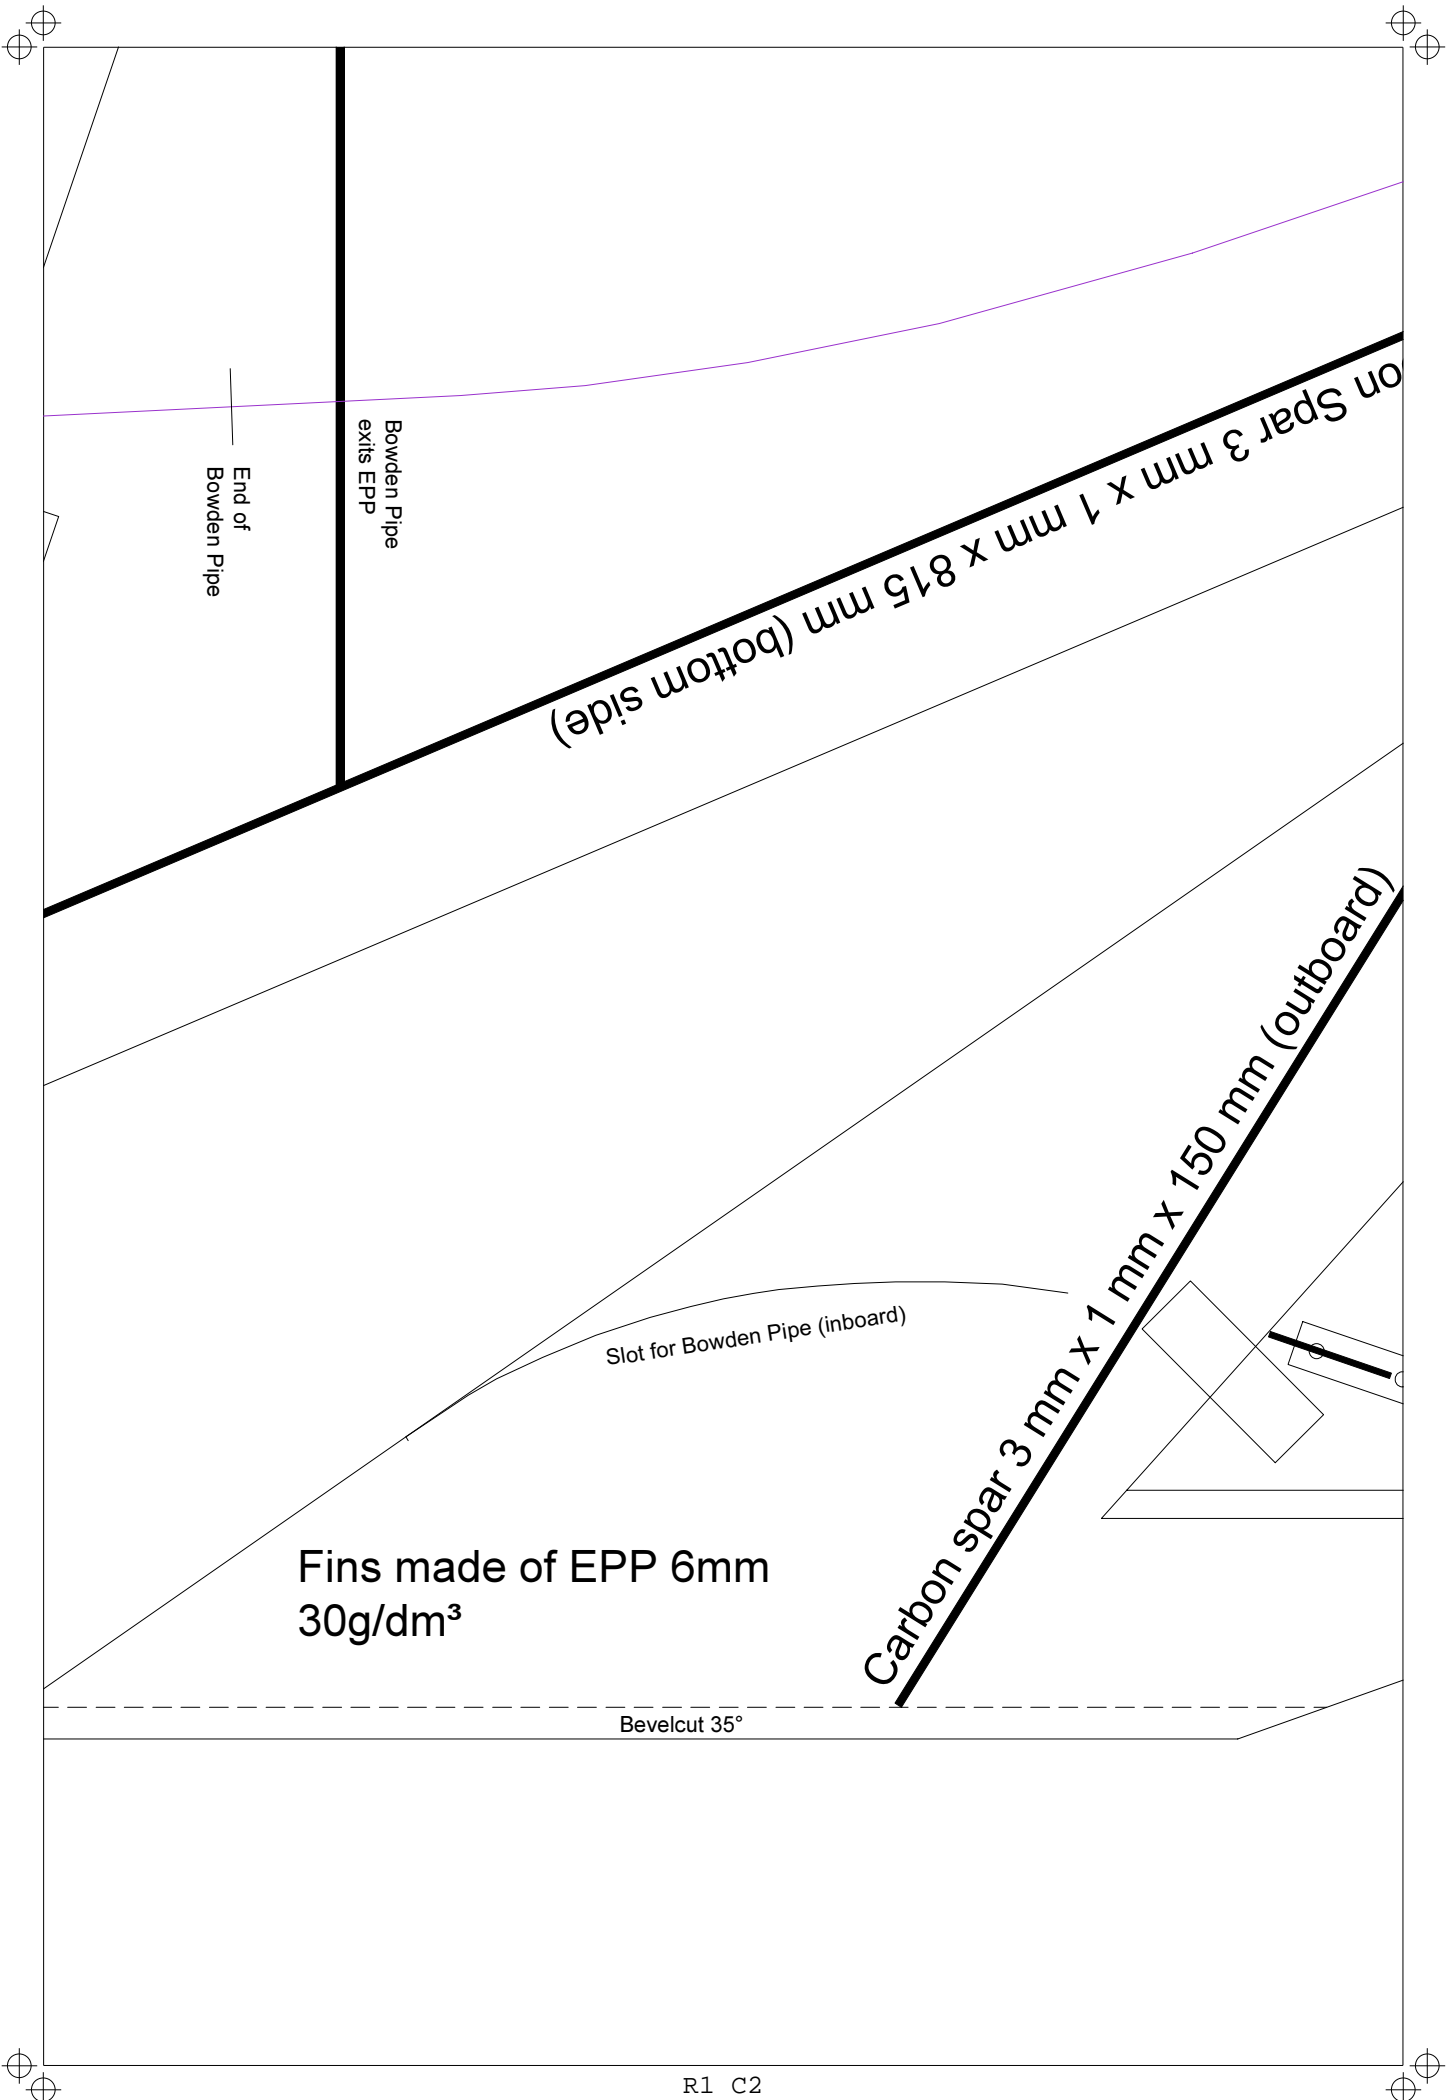 on Spar 3 mm x 1 mm x 815 mm (bottom side)
Bowden Pipe
exits EPP
End of
Bowden Pipe
Carbon spar 3 mm x 1 mm x 150 mm (outboard)
Slot for Bowden Pipe (inboard)
Fins made of EPP 6mm
30g/dm³
Bevelcut 35°
R1 C2